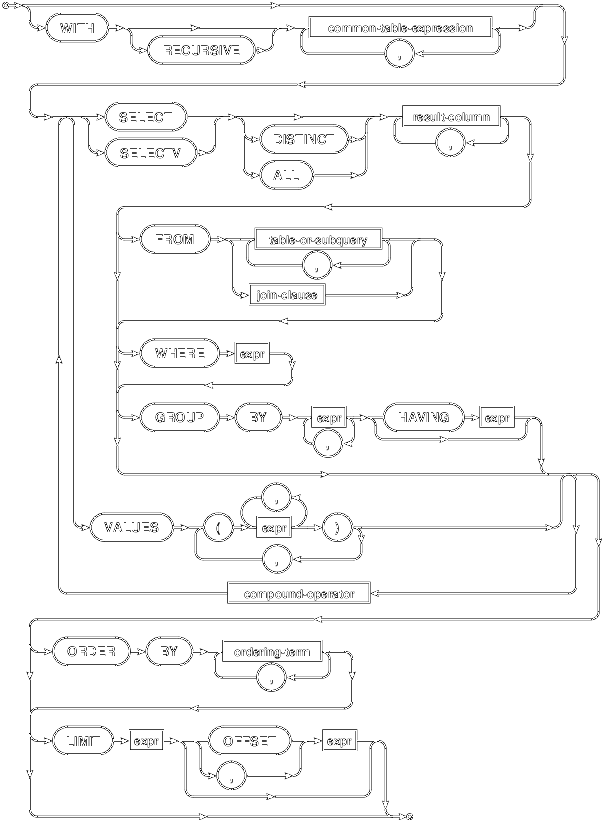 WITH
RECURSIVE
common-table-expression
,
SELECT
SELECTV
DISTINCT
ALL
result-column
,
FROM
table-or-subquery
,
join-clause
WHERE expr
GROUP BY expr HAVING expr
,
,
VALUES ( expr )
,
compound-operator
ORDER BY ordering-term
,
LIMIT expr OFFSET expr
,